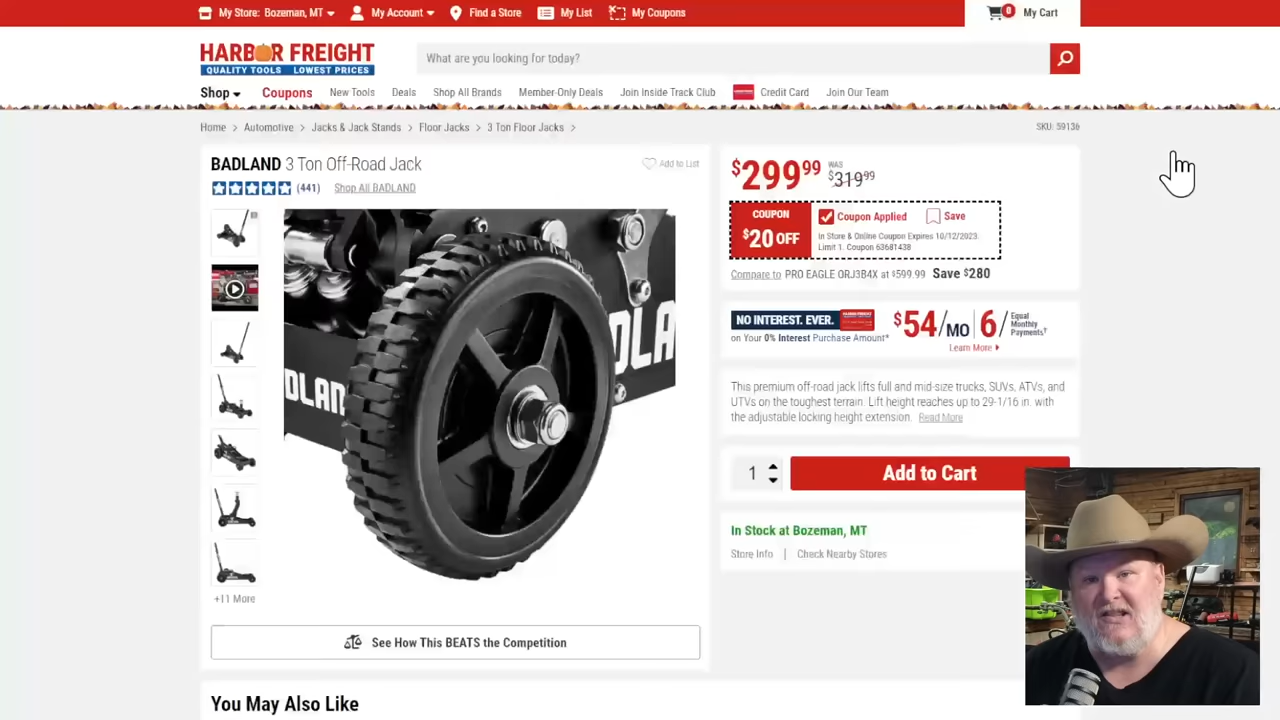 My Store: Bozeman, MT
My Account
Find a Store
My List
My Coupons
0
My Cart
HARBOR FREIGHT
QUALITY TOOLS LOWEST PRICES
What are you looking for today?
Shop
Coupons
New Tools
Deals
Shop All Brands
Member-Only Deals
Join Inside Track Club
Credit Card
Join Our Team
Home > Automotive > Jacks & Jack Stands > Floor Jacks > 3 Ton Floor Jacks >
SKU: 59136
BADLAND 3 Ton Off-Road Jack
Add to List
(441)
Shop All BADLAND
DLAND
DLA
+11 More
See How This BEATS the Competition
You May Also Like
$299.99
WAS
$319.99
COUPON
$20 OFF
Coupon Applied
Save
In Store & Online Coupon Expires 10/12/2023.
Limit 1. Coupon 63681438
Compare to PRO EAGLE ORJ3B4X at $599.99 Save $280
NO INTEREST. EVER.
on Your 0% Interest Purchase Amount*
$54/MO
6/
Equal
Monthly
Payments†
Learn More
This premium off-road jack lifts full and mid-size trucks, SUVs, ATVs, and
UTVs on the toughest terrain. Lift height reaches up to 29-1/16 in. with
the adjustable locking height extension. Read More
1
Add to Cart
In Stock at Bozeman, MT
Store Info | Check Nearby Stores